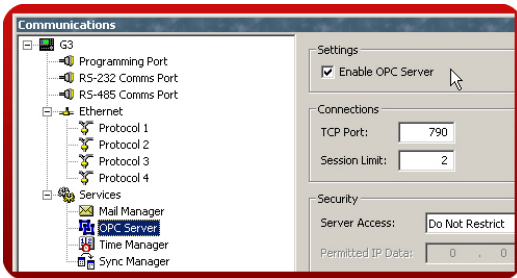 Communications
G3
Programming Port
RS-232 Comms Port
RS-485 Comms Port
Ethernet
Protocol 1
Protocol 2
Protocol 3
Protocol 4
Services
Mail Manager
OPC Server
Time Manager
Sync Manager
Settings
Enable OPC Server
Connections
TCP Port: 790
Session Limit: 2
Security
Server Access: Do Not Restrict
Permitted IP Data: 0 . 0